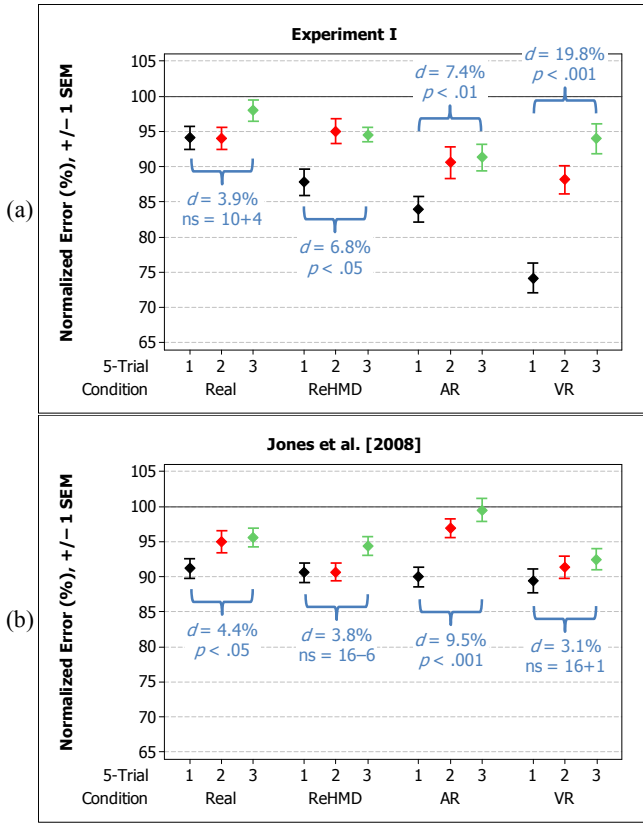 (a)
Experiment I
Normalized Error (%), +/− 1 SEM
105
100
95
90
85
80
75
70
65
d = 3.9%
ns = 10+4
d = 6.8%
p < .05
d = 7.4%
p < .01
d = 19.8%
p < .001
5-Trial 1 2 3 1 2 3 1 2 3 1 2 3
Condition Real ReHMD AR VR
(b)
Jones et al. [2008]
Normalized Error (%), +/− 1 SEM
105
100
95
90
85
80
75
70
65
d = 4.4%
p < .05
d = 3.8%
ns = 16−6
d = 9.5%
p < .001
d = 3.1%
ns = 16+1
5-Trial 1 2 3 1 2 3 1 2 3 1 2 3
Condition Real ReHMD AR VR